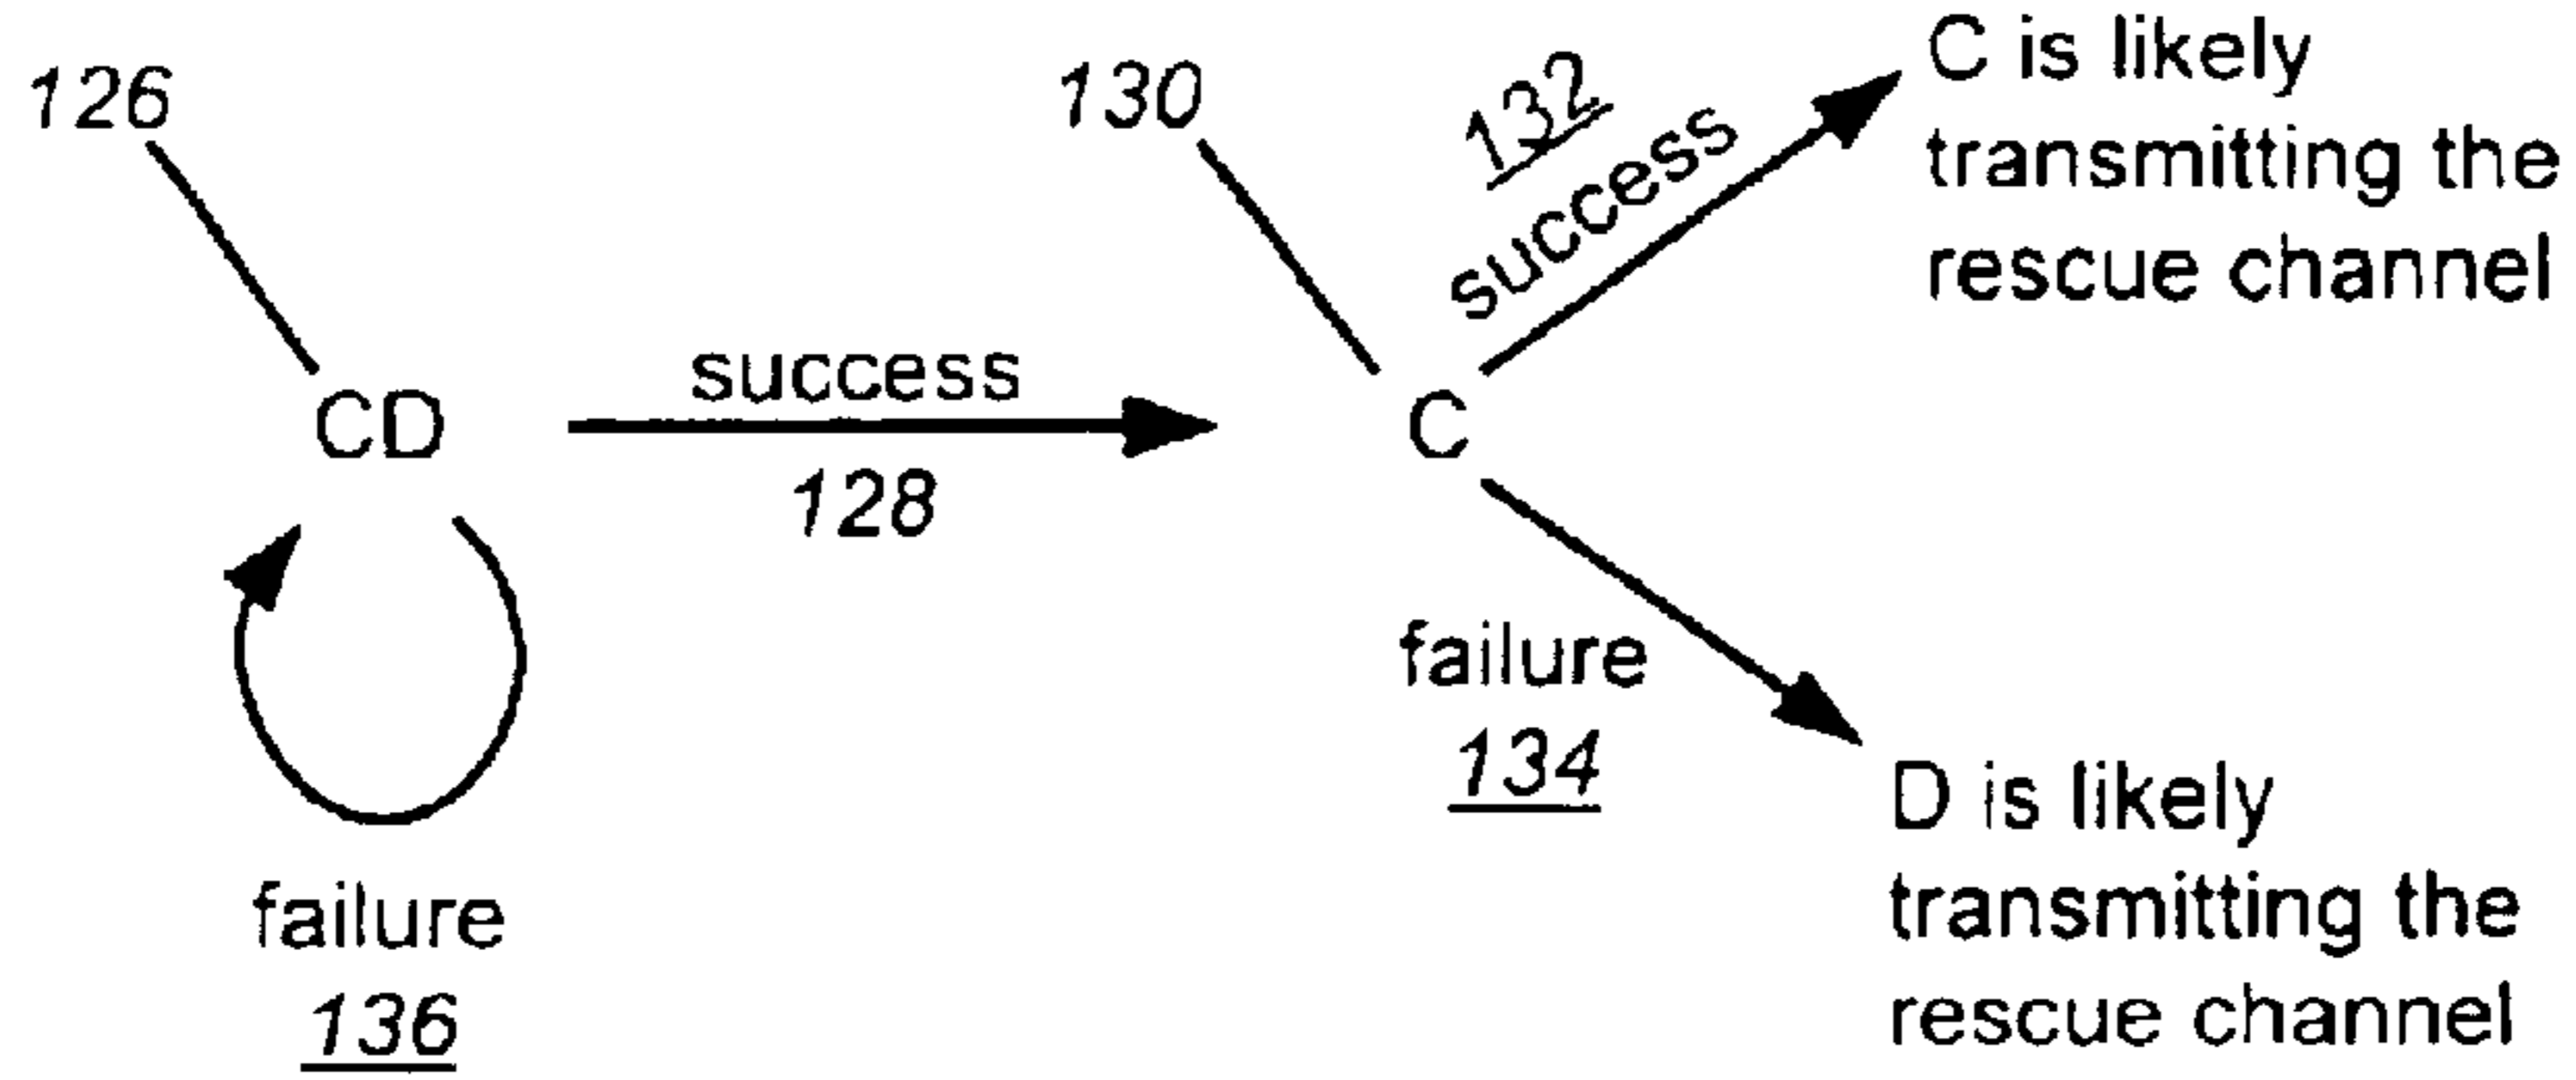 126
CD
success
128
failure
136
130
C
132
success
C is likely
transmitting the
rescue channel
failure
134
D is likely
transmitting the
rescue channel